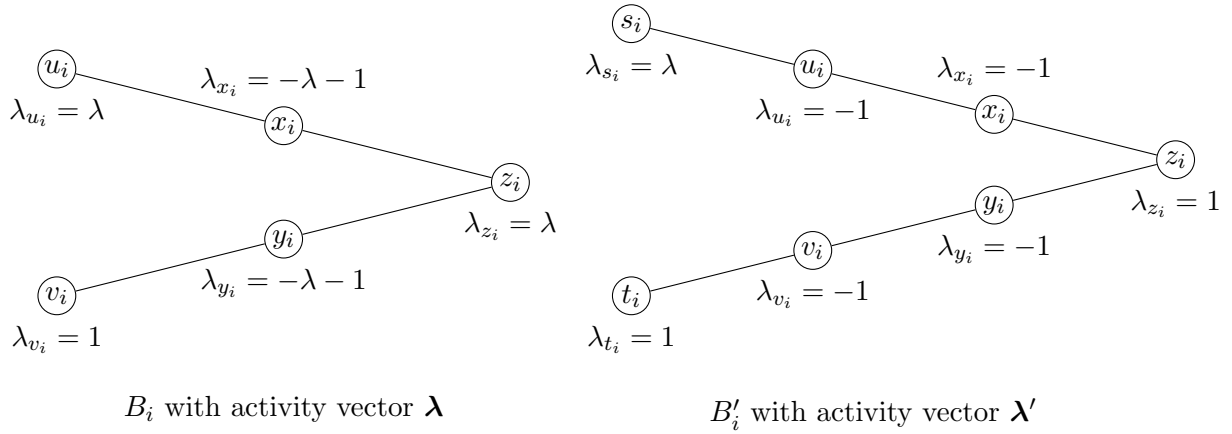 u_i
λ_{u_i} = λ
λ_{x_i} = −λ − 1
x_i
z_i
λ_{z_i} = λ
y_i
λ_{y_i} = −λ − 1
v_i
λ_{v_i} = 1
B_i with activity vector **λ**
s_i
λ_{s_i} = λ
u_i
λ_{u_i} = −1
λ_{x_i} = −1
x_i
z_i
λ_{z_i} = 1
y_i
λ_{y_i} = −1
v_i
λ_{v_i} = −1
t_i
λ_{t_i} = 1
B′_i with activity vector **λ′**